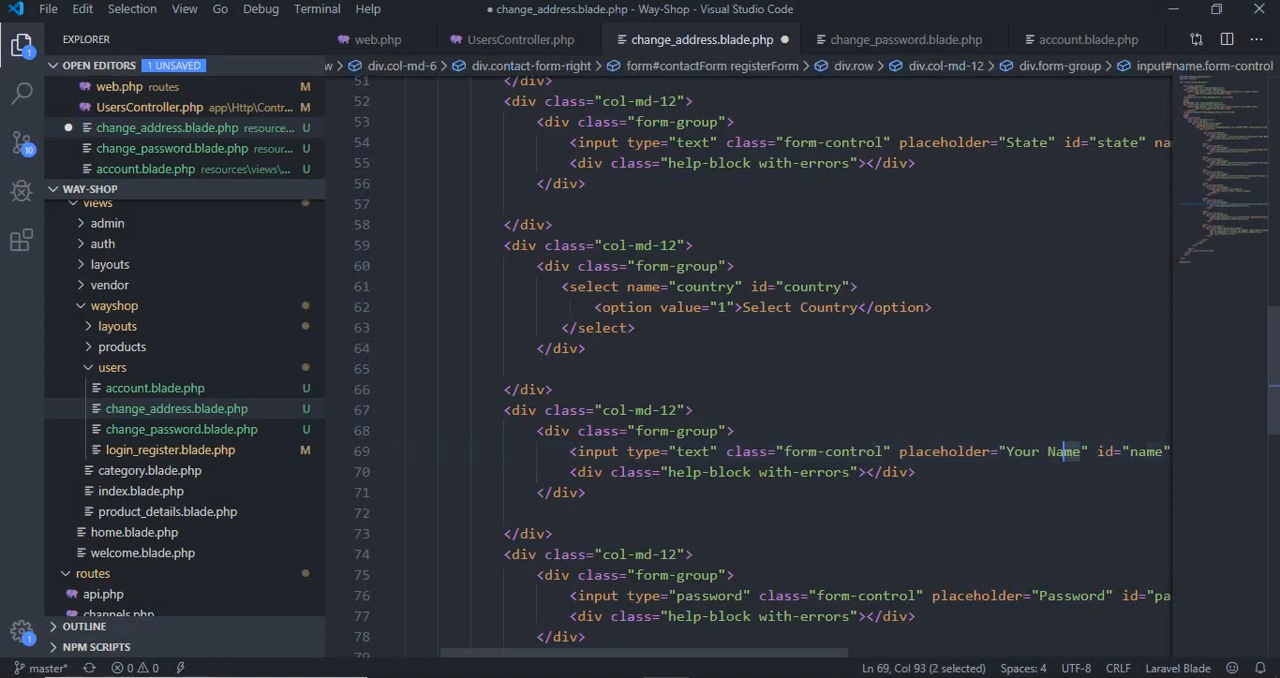 File Edit Selection View Go Debug Terminal Help
● change_address.blade.php - Way-Shop - Visual Studio Code
EXPLORER
web.php
UsersController.php
change_address.blade.php ●
change_password.blade.php
account.blade.php
OPEN EDITORS 1 UNSAVED
div.col-md-6 > div.contact-form-right > form#contactForm registerForm > div.row > div.col-md-12 > div.form-group > input#name.form-control
web.php routes M
UsersController.php app\Http\Contr... M
● change_address.blade.php resource... U
change_password.blade.php resour... U
account.blade.php resources\views\... U
WAY-SHOP
views
admin
auth
layouts
vendor
wayshop
layouts
products
users
account.blade.php U
change_address.blade.php U
change_password.blade.php U
login_register.blade.php M
category.blade.php
index.blade.php
product_details.blade.php
home.blade.php
welcome.blade.php
routes
api.php
channels.php
OUTLINE
NPM SCRIPTS
51 </div>
52 <div class="col-md-12">
53 <div class="form-group">
54 <input type="text" class="form-control" placeholder="State" id="state" na
55 <div class="help-block with-errors"></div>
56 </div>
57
58 </div>
59 <div class="col-md-12">
60 <div class="form-group">
61 <select name="country" id="country">
62 <option value="1">Select Country</option>
63 </select>
64 </div>
65
66 </div>
67 <div class="col-md-12">
68 <div class="form-group">
69 <input type="text" class="form-control" placeholder="Your Name" id="name"
70 <div class="help-block with-errors"></div>
71 </div>
72
73 </div>
74 <div class="col-md-12">
75 <div class="form-group">
76 <input type="password" class="form-control" placeholder="Password" id="pa
77 <div class="help-block with-errors"></div>
78 </div>
79
master* 0 0
Ln 69, Col 93 (2 selected) Spaces: 4 UTF-8 CRLF Laravel Blade